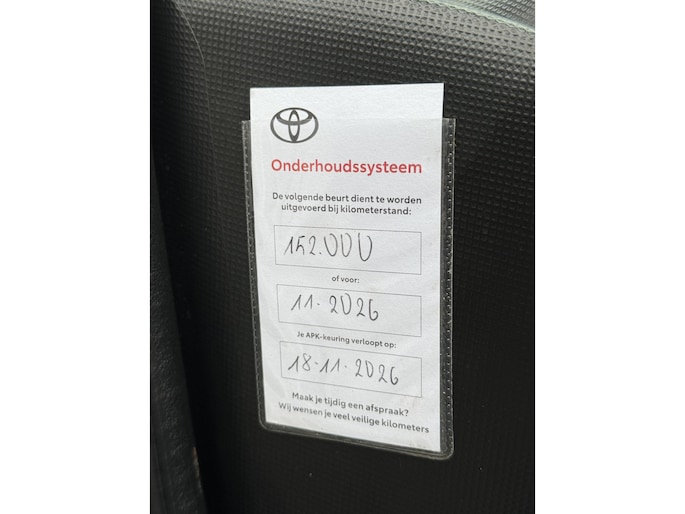 Onderhoudssysteem
De volgende beurt dient te worden
uitgevoerd bij kilometerstand:
152.000
of voor:
11.2026
Je APK-keuring verloopt op:
18-11.2026
Maak je tijdig een afspraak?
Wij wensen je veel veilige kilometers